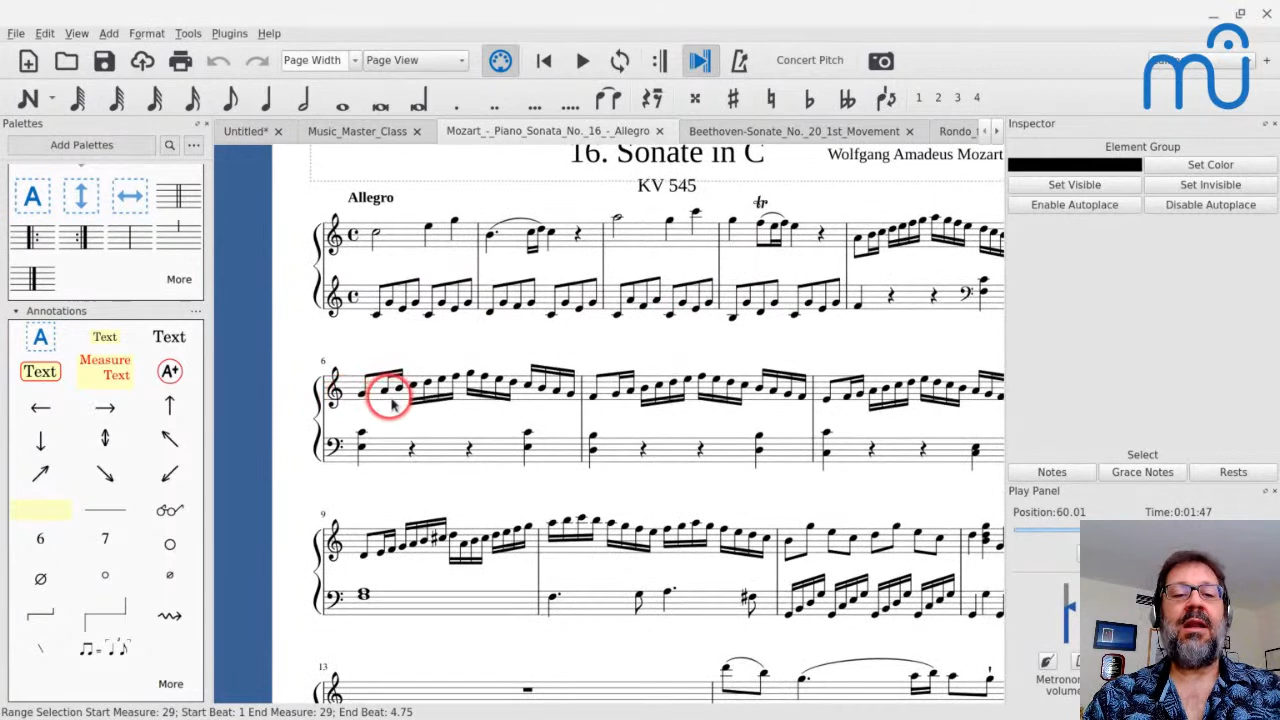 File Edit View Add Format Tools Plugins Help
Page Width Page View Concert Pitch
1 2 3 4
Palettes
Untitled* Music_Master_Class Mozart_-_Piano_Sonata_No._16_-_Allegro Beethoven-Sonate_No._20_1st_Movement Rondo_
Inspector
Add Palettes
Element Group
Set Color
Set Visible Set Invisible
Enable Autoplace Disable Autoplace
16. Sonate in C
Wolfgang Amadeus Mozart
KV 545
Allegro
tr
A
More
Annotations
A Text Text
Text Measure Text A+
6
6 7
9
13
More
Select
Notes Grace Notes Rests
Play Panel
Position:60.01 Time:0:01:47
Metronom
volum
Range Selection Start Measure: 29; Start Beat: 1 End Measure: 29; End Beat: 4.75